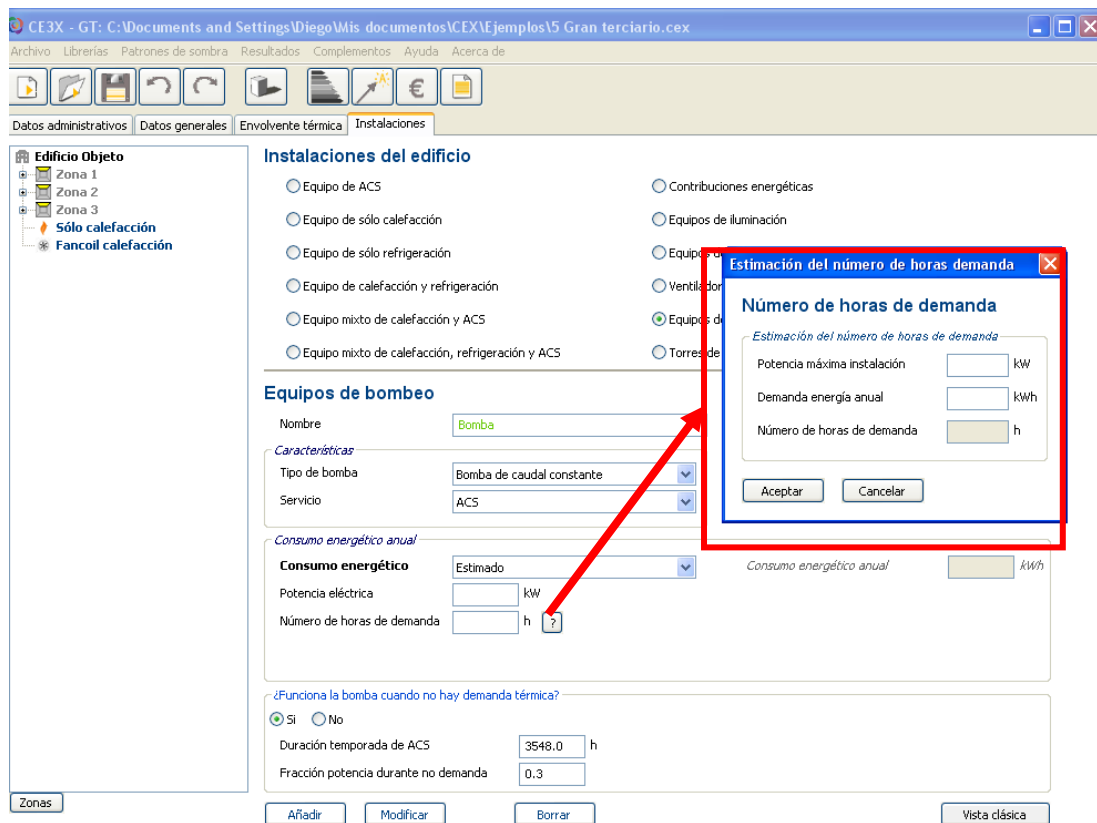 CE3X - GT: C:\Documents and Settings\Diego\Mis documentos\CEX\Ejemplos\5 Gran terciario.cex
Archivo Librerías Patrones de sombra Resultados Complementos Ayuda Acerca de
€
Datos administrativos Datos generales Envolvente térmica Instalaciones
Edificio Objeto
Zona 1
Zona 2
Zona 3
Sólo calefacción
Fancoil calefacción
Zonas
Instalaciones del edificio
Equipo de ACS
Equipo de sólo calefacción
Equipo de sólo refrigeración
Equipo de calefacción y refrigeración
Equipo mixto de calefacción y ACS
Equipo mixto de calefacción, refrigeración y ACS
Contribuciones energéticas
Equipos de iluminación
Equipos d
Ventilador
Equipos de
Torres de
Equipos de bombeo
Nombre Bomba
Características
Tipo de bomba Bomba de caudal constante
Servicio ACS
Consumo energético anual
Consumo energético Estimado Consumo energético anual kWh
Potencia eléctrica kW
Número de horas de demanda h ?
¿Funciona la bomba cuando no hay demanda térmica?
Si No
Duración temporada de ACS 3548.0 h
Fracción potencia durante no demanda 0.3
Añadir Modificar Borrar Vista clásica
Estimación del número de horas demanda
Número de horas de demanda
Estimación del número de horas de demanda
Potencia máxima instalación kW
Demanda energía anual kWh
Número de horas de demanda h
Aceptar Cancelar